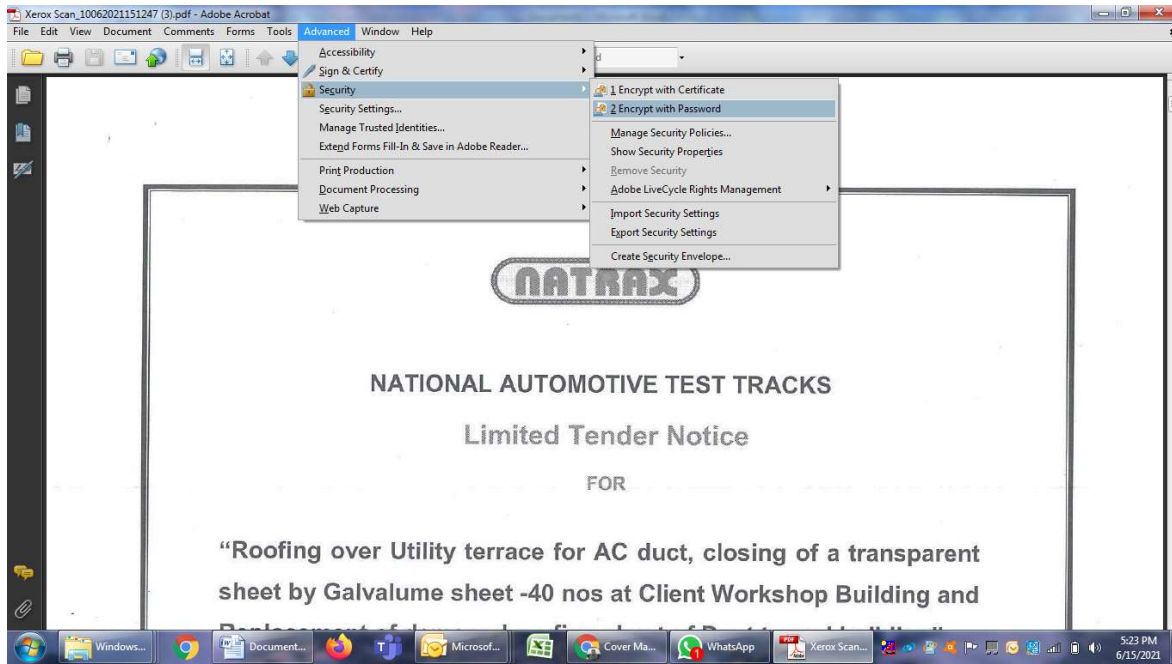 Xerox Scan_10062021151247 (3).pdf - Adobe Acrobat
File Edit View Document Comments Forms Tools Advanced Window Help
Accessibility
Sign & Certify
Security
Security Settings...
Manage Trusted Identities...
Extend Forms Fill-In & Save in Adobe Reader...
Print Production
Document Processing
Web Capture
1 Encrypt with Certificate
2 Encrypt with Password
Manage Security Policies...
Show Security Properties
Remove Security
Adobe LiveCycle Rights Management
Import Security Settings
Export Security Settings
Create Security Envelope...
NATRAX
NATIONAL AUTOMOTIVE TEST TRACKS
Limited Tender Notice
FOR
“Roofing over Utility terrace for AC duct, closing of a transparent
sheet by Galvalume sheet -40 nos at Client Workshop Building and
Windows... Document... Microsof... Cover Ma... WhatsApp Xerox Scan...
5:23 PM
6/15/2021